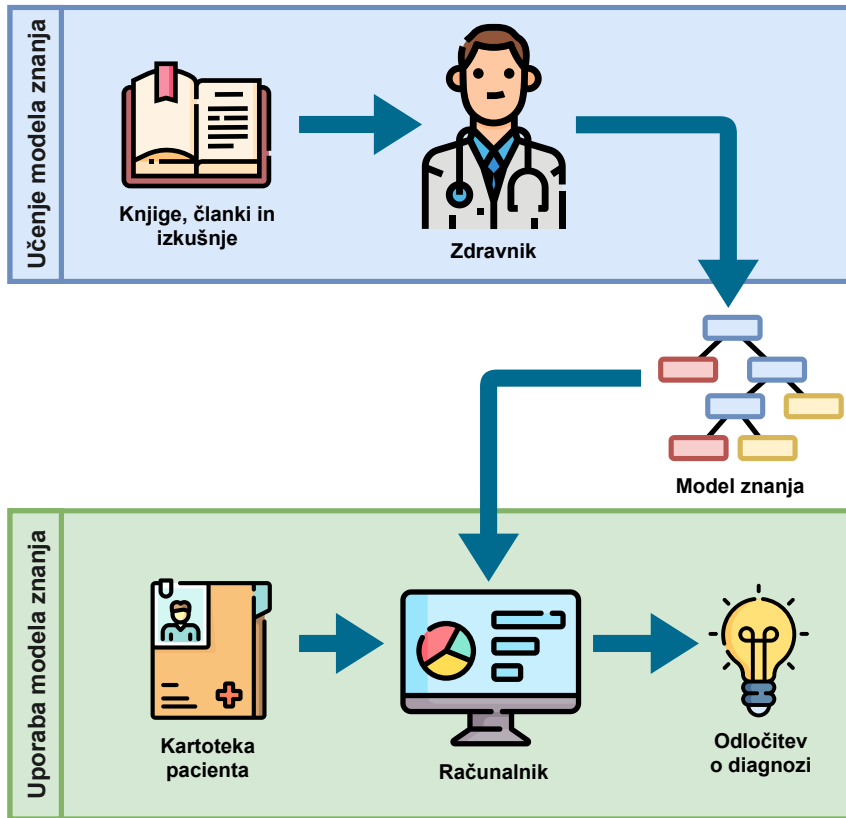 Učenje modela znanja
Knjige, članki in
izkušnje
Zdravnik
Model znanja
Uporaba modela znanja
Kartoteka
pacienta
Računalnik
Odločitev
o diagnozi